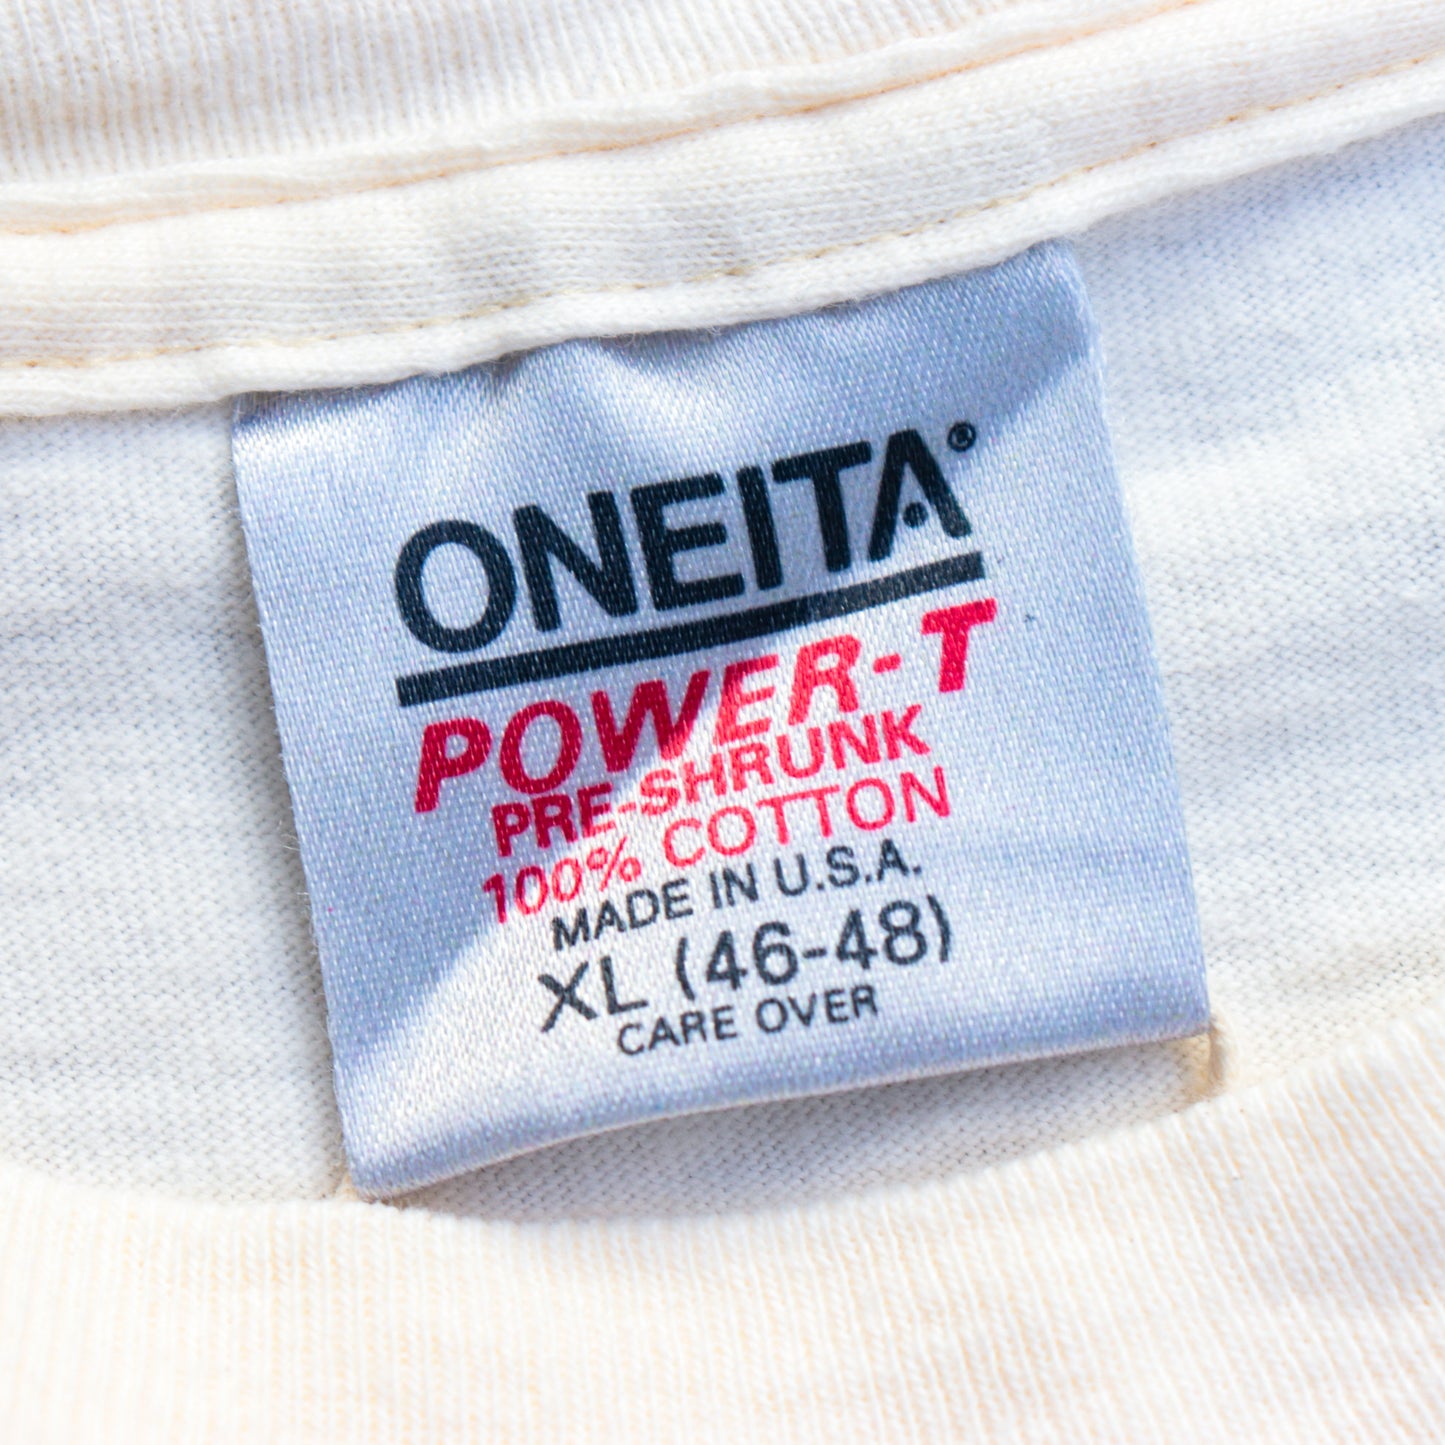 ONEITA®
POWER-T
PRE-SHRUNK
100% COTTON
MADE IN U.S.A.
XL (46-48)
CARE OVER